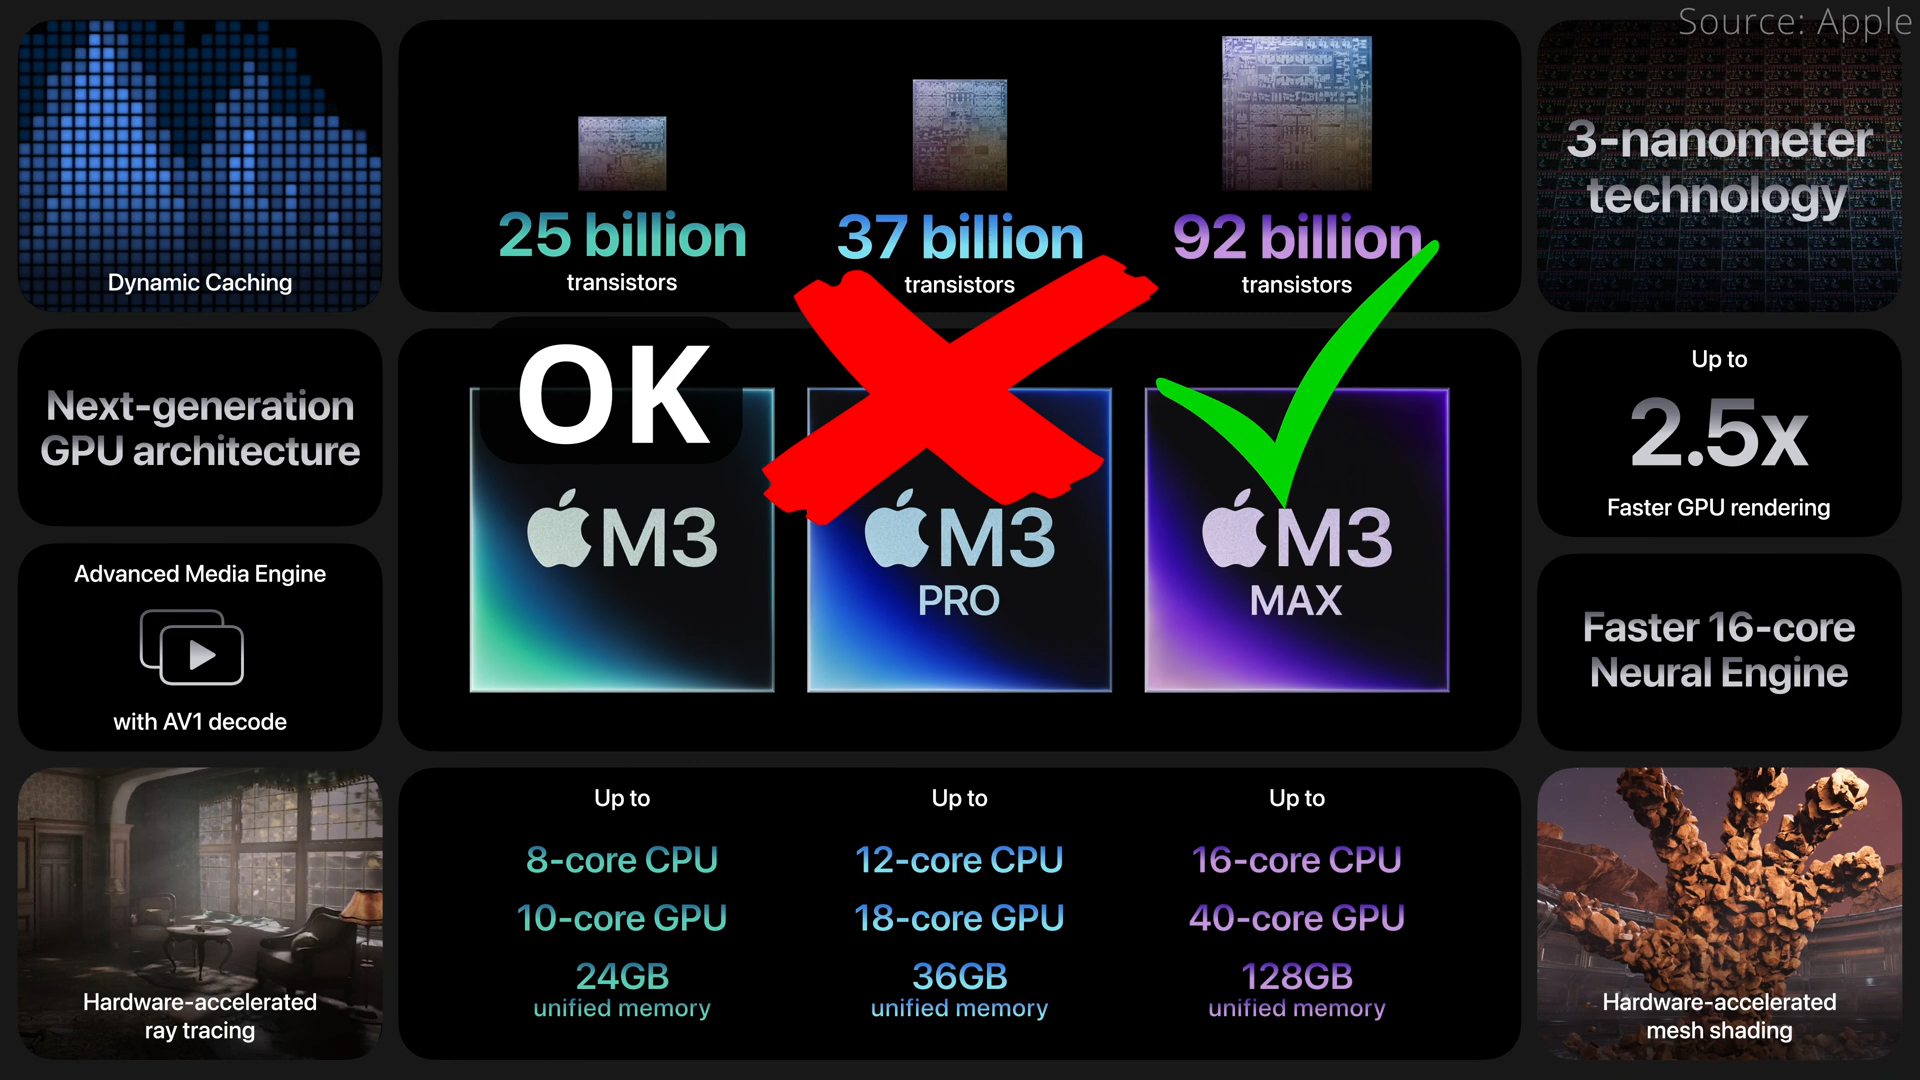 Source: Apple
Dynamic Caching
25 billion
transistors
37 billion
transistors
92 billion
transistors
3-nanometer
technology
Next-generation
GPU architecture
OK
M3
M3
PRO
M3
MAX
Up to
2.5x
Faster GPU rendering
Advanced Media Engine
with AV1 decode
Faster 16-core
Neural Engine
Hardware-accelerated
ray tracing
Up to
8-core CPU
10-core GPU
24GB
unified memory
Up to
12-core CPU
18-core GPU
36GB
unified memory
Up to
16-core CPU
40-core GPU
128GB
unified memory
Hardware-accelerated
mesh shading